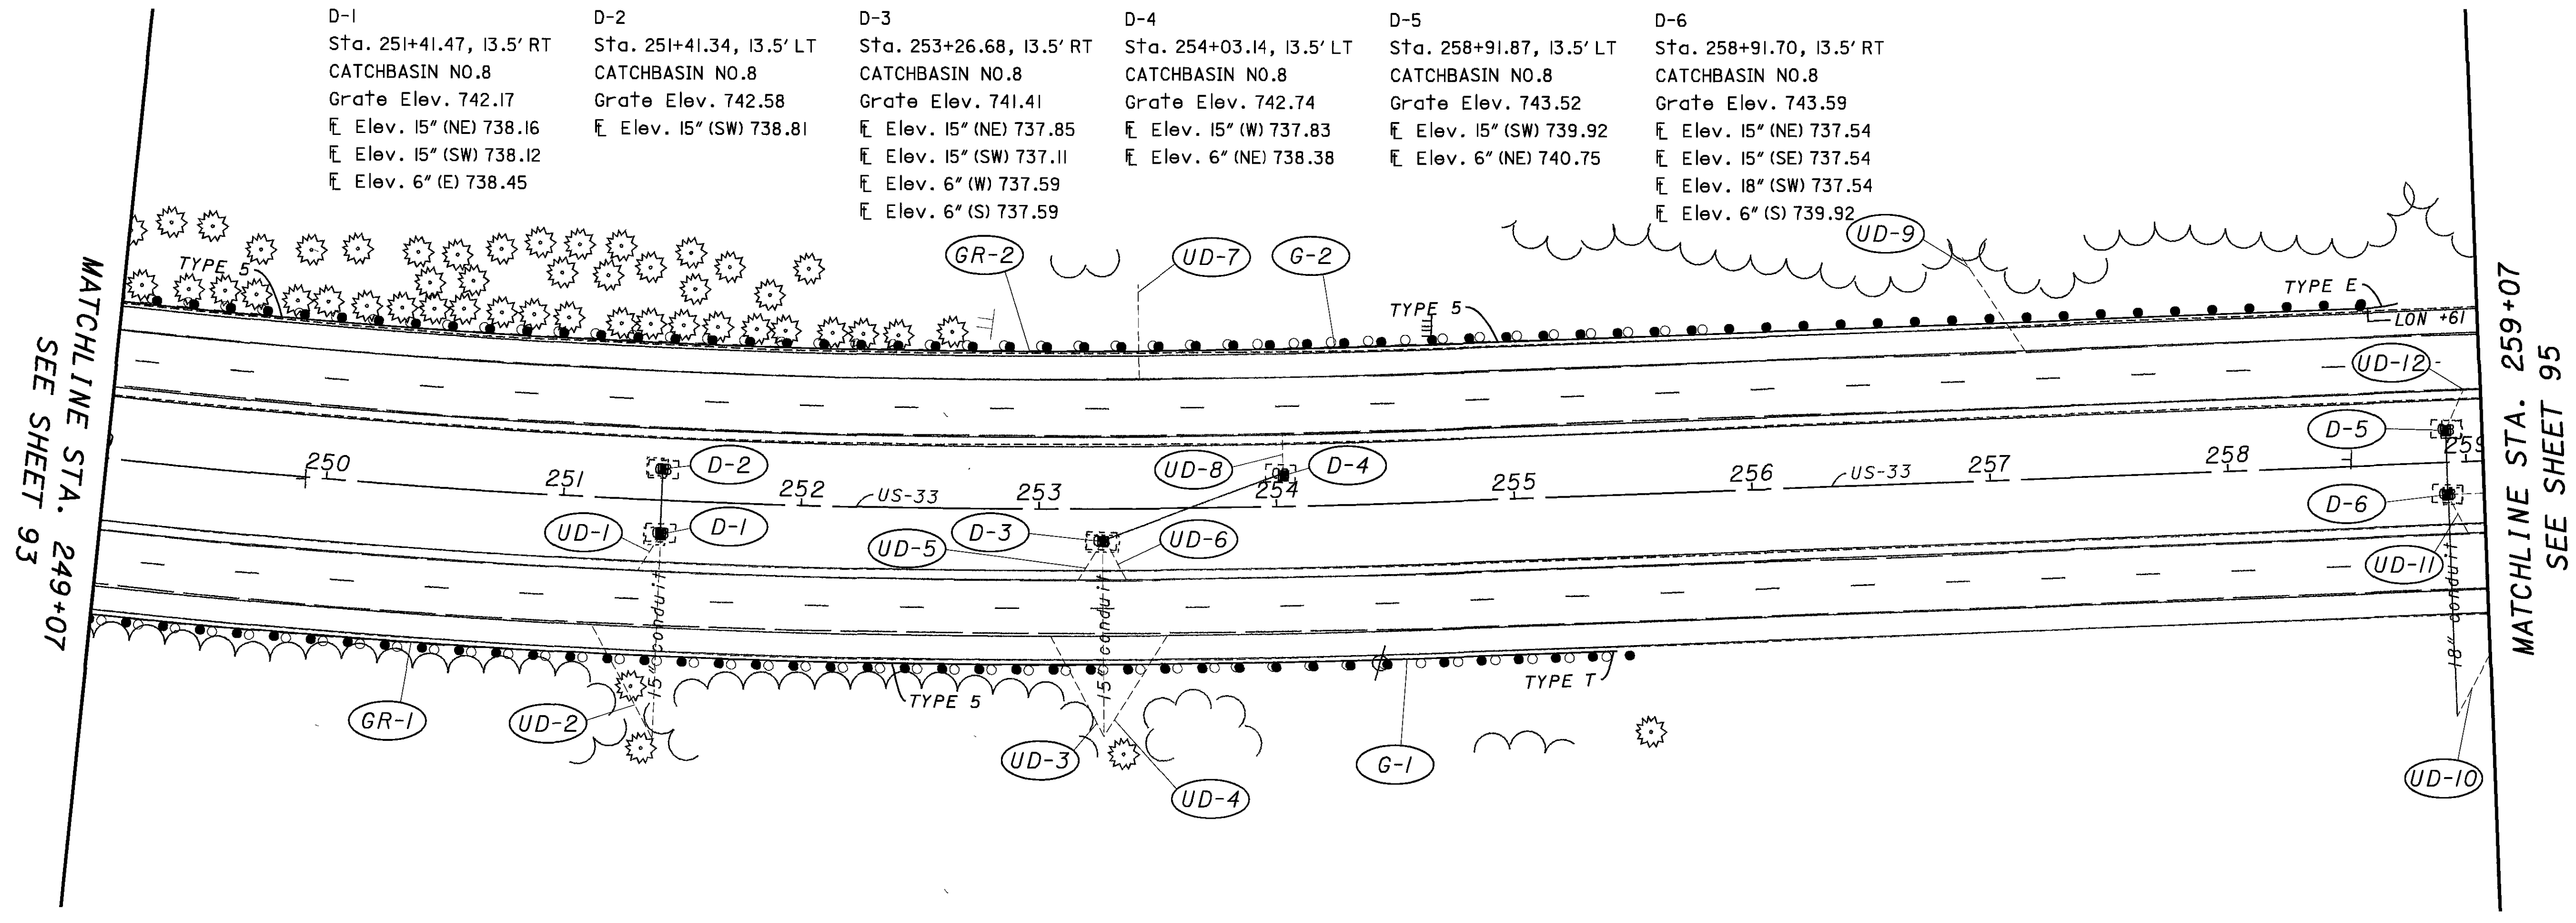 D-1
Sta. 251+41.47, 13.5' RT
CATCHBASIN NO.8
Grate Elev. 742.17
℄ Elev. 15" (NE) 738.16
℄ Elev. 15" (SW) 738.12
℄ Elev. 6" (E) 738.45
D-2
Sta. 251+41.34, 13.5' LT
CATCHBASIN NO.8
Grate Elev. 742.58
℄ Elev. 15" (SW) 738.81
D-3
Sta. 253+26.68, 13.5' RT
CATCHBASIN NO.8
Grate Elev. 741.41
℄ Elev. 15" (NE) 737.85
℄ Elev. 15" (SW) 737.11
℄ Elev. 6" (W) 737.59
℄ Elev. 6" (S) 737.59
D-4
Sta. 254+03.14, 13.5' LT
CATCHBASIN NO.8
Grate Elev. 742.74
℄ Elev. 15" (W) 737.83
℄ Elev. 6" (NE) 738.38
D-5
Sta. 258+91.87, 13.5' LT
CATCHBASIN NO.8
Grate Elev. 743.52
℄ Elev. 15" (SW) 739.92
℄ Elev. 6" (NE) 740.75
D-6
Sta. 258+91.70, 13.5' RT
CATCHBASIN NO.8
Grate Elev. 743.59
℄ Elev. 15" (NE) 737.54
℄ Elev. 15" (SE) 737.54
℄ Elev. 18" (SW) 737.54
℄ Elev. 6" (S) 739.92
MATCHLINE STA. 249+07
SEE SHEET 93
TYPE 5
GR-2
UD-7
G-2
TYPE 5
UD-9
TYPE E
LON +61
UD-12
D-5
259
D-6
UD-11
18" conduit
UD-10
250
251
D-2
252
US-33
253
UD-8
D-4
254
255
256
US-33
257
258
UD-1
D-1
UD-5
D-3
UD-6
15" conduit
15" conduit
GR-1
UD-2
TYPE 5
UD-3
UD-4
G-1
TYPE T
MATCHLINE STA. 259+07
SEE SHEET 95